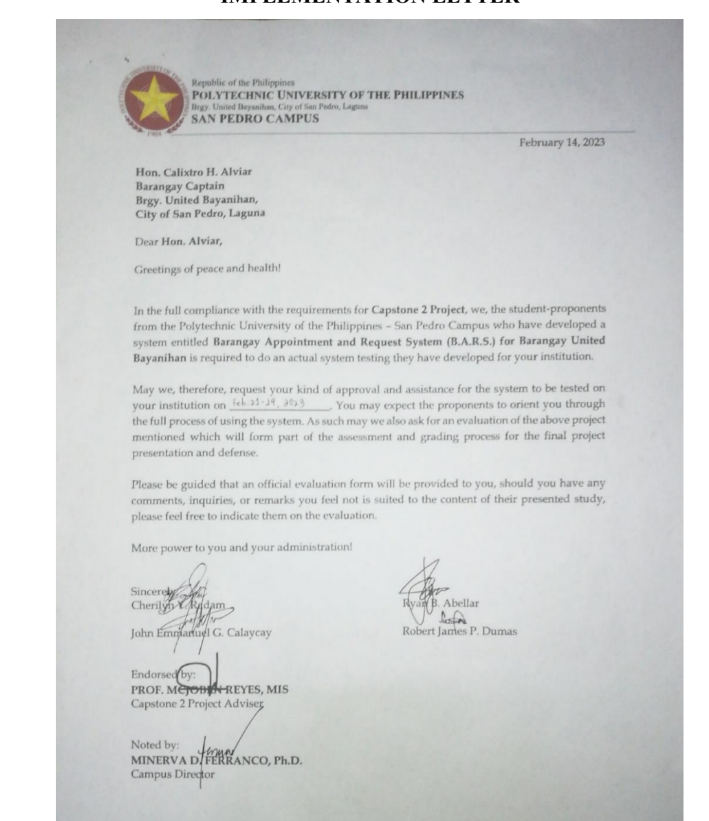 IMPLEMENTATION LETTER
Republic of the Philippines
POLYTECHNIC UNIVERSITY OF THE PHILIPPINES
Brgy. United Bayanihan, City of San Pedro, Laguna
SAN PEDRO CAMPUS
February 14, 2023
Hon. Calixtro H. Alviar
Barangay Captain
Brgy. United Bayanihan,
City of San Pedro, Laguna
Dear Hon. Alviar,
Greetings of peace and health!
In the full compliance with the requirements for Capstone 2 Project, we, the student-proponents
from the Polytechnic University of the Philippines – San Pedro Campus who have developed a
system entitled Barangay Appointment and Request System (B.A.R.S.) for Barangay United
Bayanihan is required to do an actual system testing they have developed for your institution.
May we, therefore, request your kind of approval and assistance for the system to be tested on
your institution on Feb. 2023. You may expect the proponents to orient you through
the full process of using the system. As such may we also ask for an evaluation of the above project
mentioned which will form part of the assessment and grading process for the final project
presentation and defense.
Please be guided that an official evaluation form will be provided to you, should you have any
comments, inquiries, or remarks you feel not is suited to the content of their presented study,
please feel free to indicate them on the evaluation.
More power to you and your administration!
Sincerely,
Cherilyn Y. Ryan B. Abellar
John Emmanuel G. Calaycay Robert James P. Dumas
Endorsed by:
PROF. REYES, MIS
Capstone 2 Project Adviser
Noted by:
MINERVA D. FERRANCO, Ph.D.
Campus Director